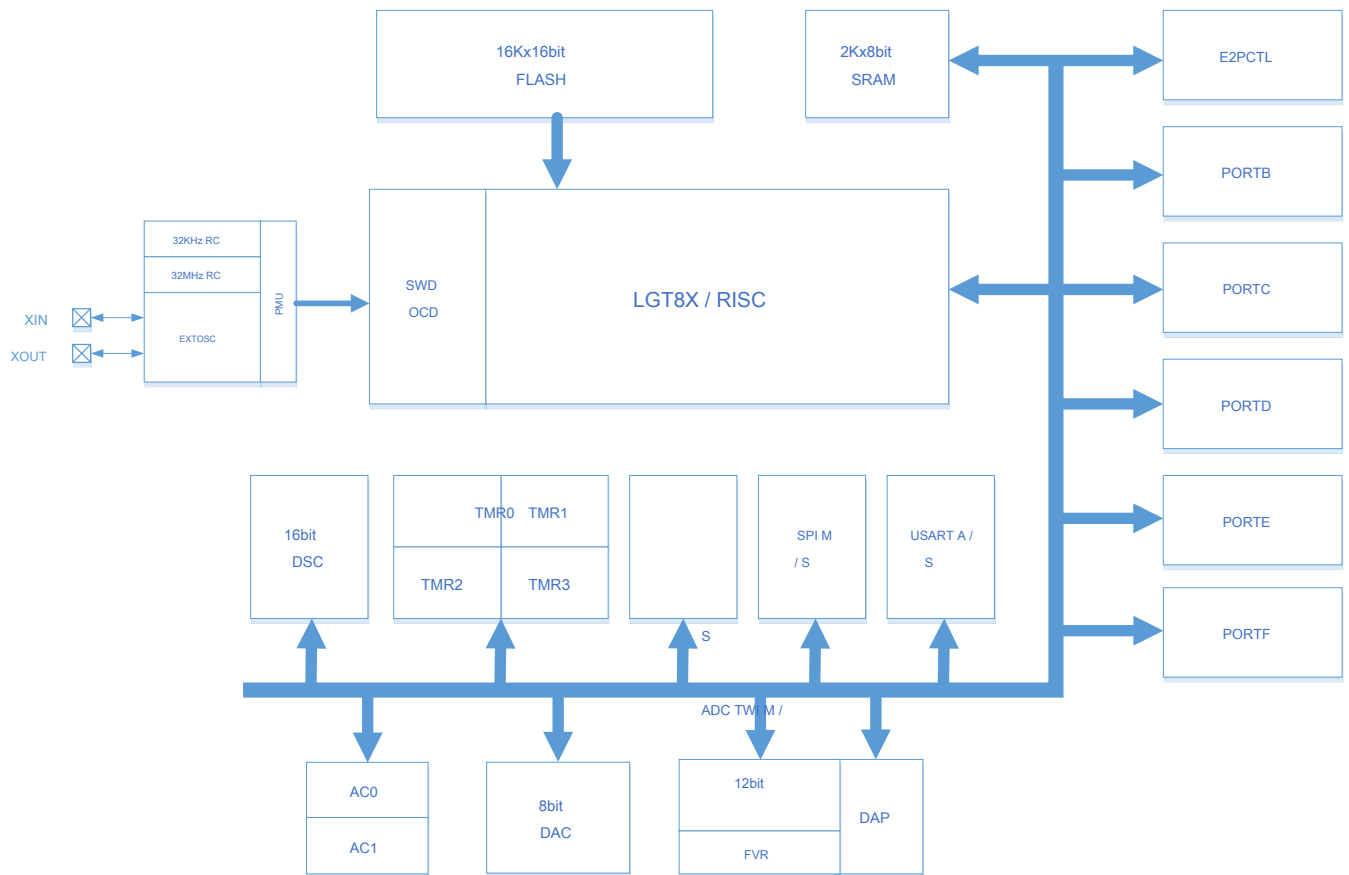 16Kx16bit
FLASH
2Kx8bit
SRAM
E2PCTL
PORTB
PORTC
PORTD
PORTE
PORTF
32KHz RC
32MHz RC
EXTOSC
PMU
XIN
XOUT
SWD
OCD
LGT8X / RISC
16bit
DSC
TMR0 TMR1
TMR2 TMR3
SPI M
/ S
USART A /
S
S
ADC TWI M /
AC0
AC1
8bit
DAC
12bit
FVR
DAP